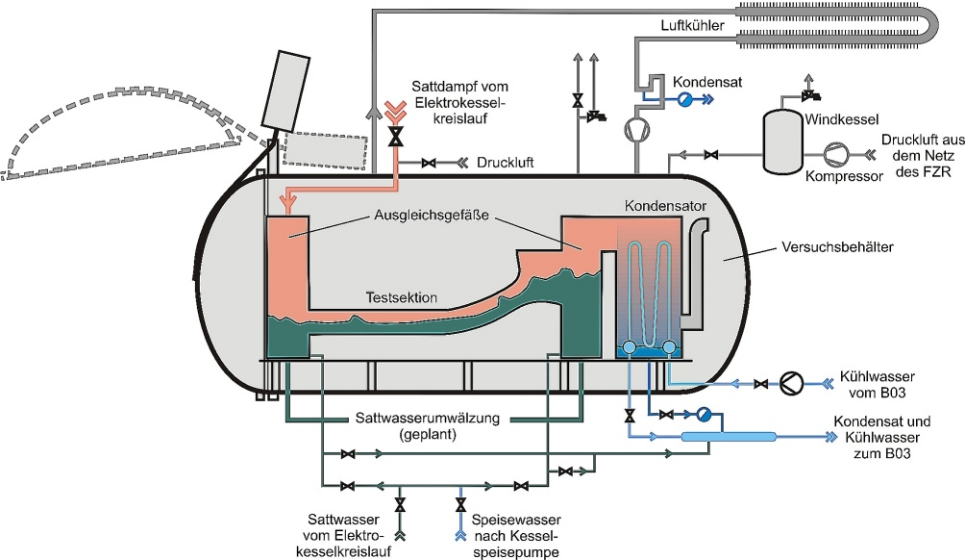 Luftkühler
Sattdampf vom
Elektrokessel-
kreislauf
Kondensat
Windkessel
Druckluft
Druckluft aus
dem Netz
des FZR
Kompressor
Ausgleichsgefäße
Kondensator
Versuchsbehälter
Testsektion
Kühlwasser
vom B03
Sattwasserumwälzung
(geplant)
Kondensat und
Kühlwasser
zum B03
Sattwasser
vom Elektro-
kesselkreislauf
Speisewasser
nach Kessel-
speisepumpe